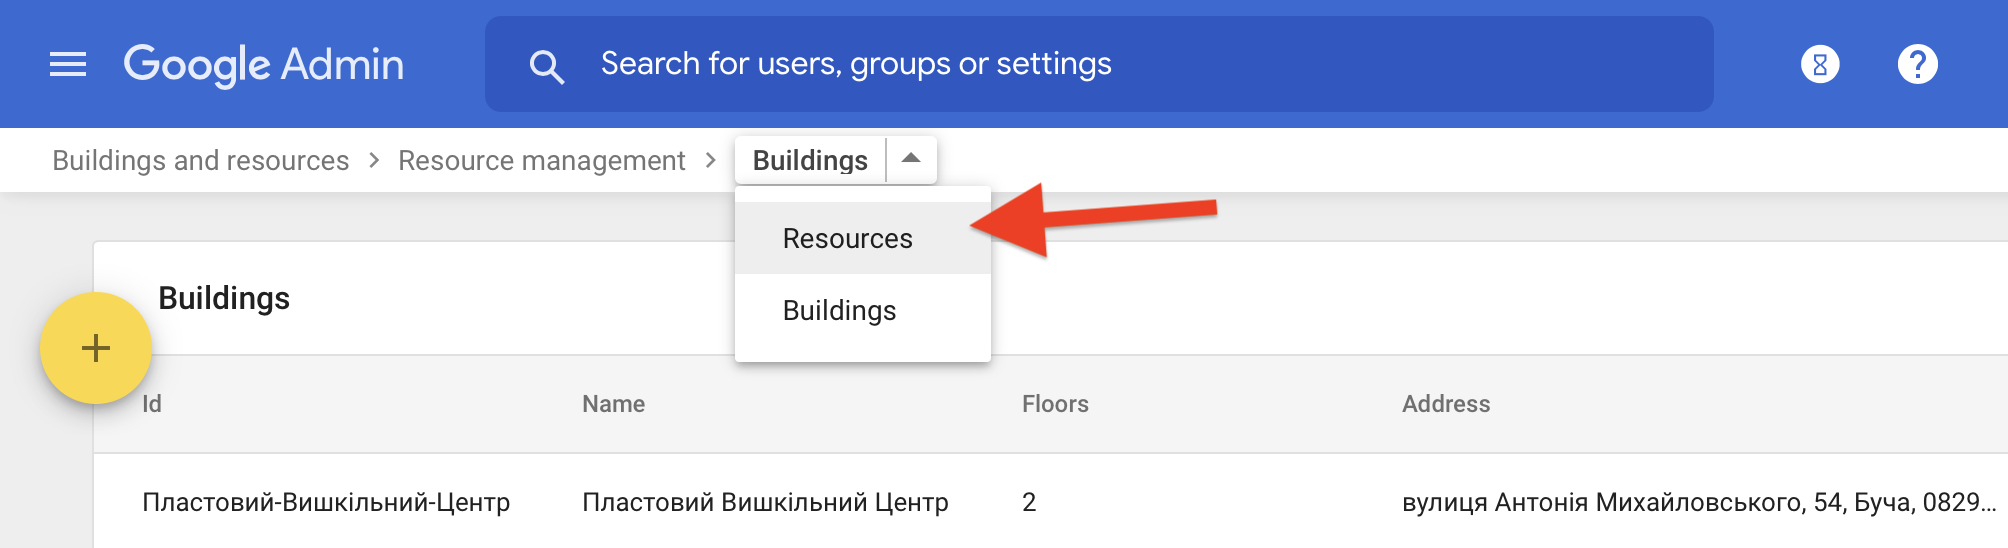 Google Admin
Search for users, groups or settings
Buildings and resources > Resource management > Buildings
Resources
Buildings
Buildings
Id Name Floors Address
Пластовий-Вишкільний-Центр Пластовий Вишкільний Центр 2 вулиця Антонія Михайловського, 54, Буча, 0829...